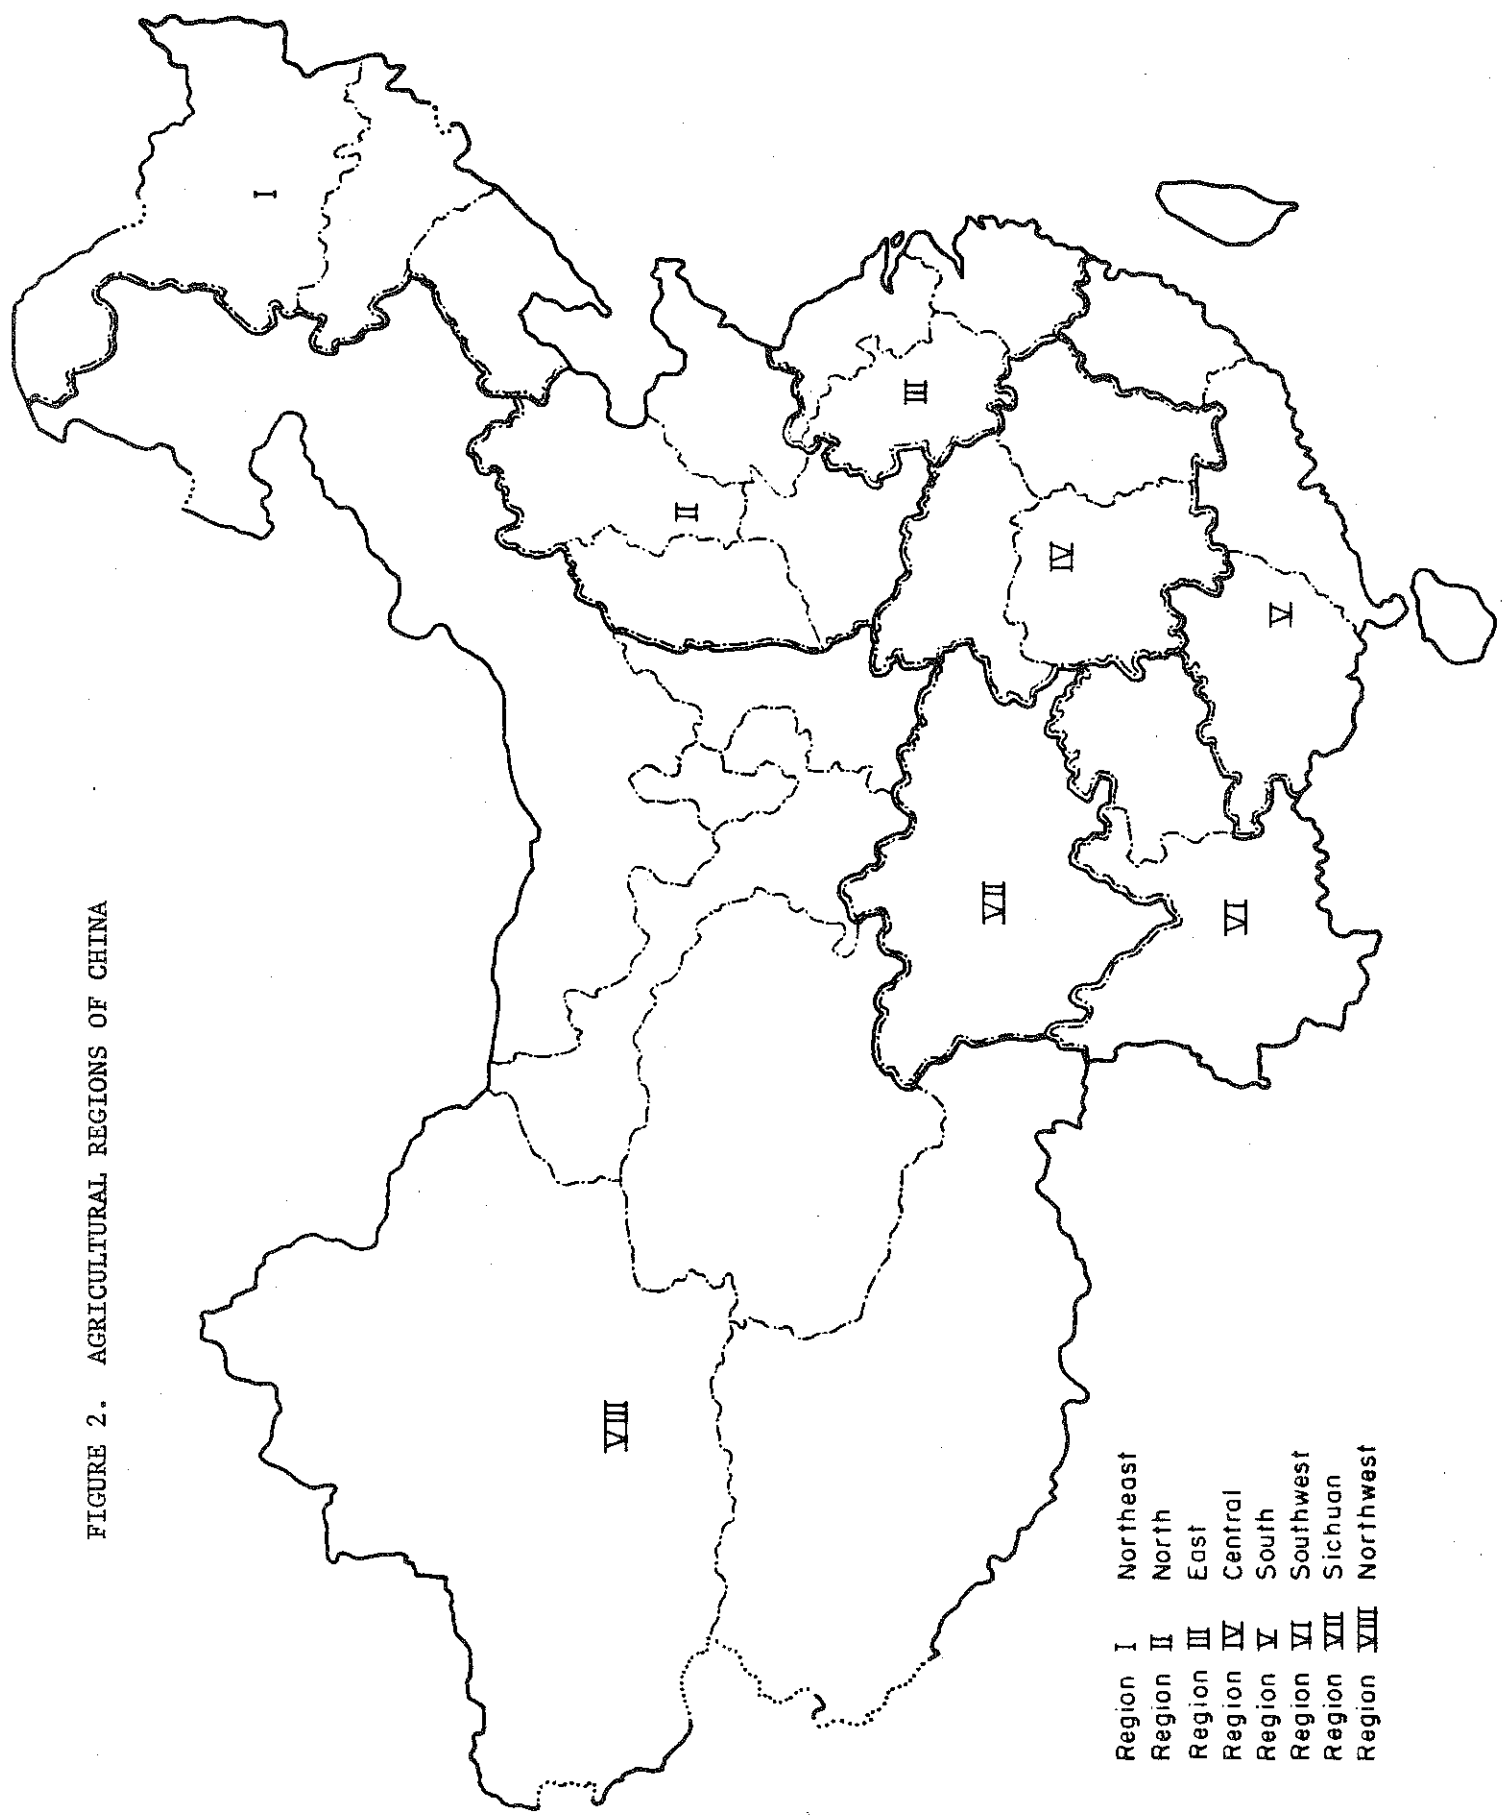 FIGURE 2. AGRICULTURAL REGIONS OF CHINA
I
II
III
IV
V
VI
VII
VIII
Region I Northeast
Region II North
Region III East
Region IV Central
Region V South
Region VI Southwest
Region VII Sichuan
Region VIII Northwest